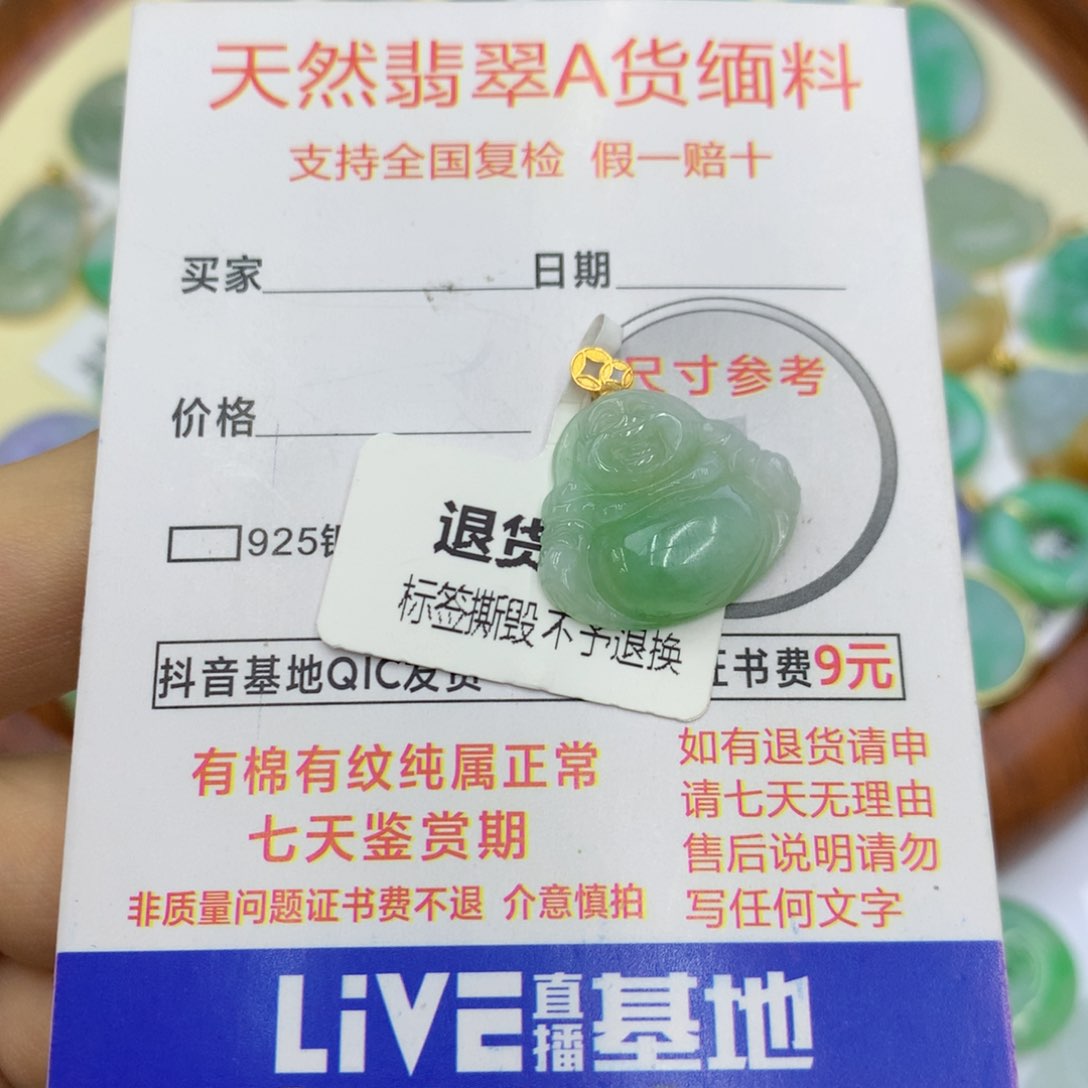 天然翡翠A货缅料
支持全国复检 假一赔十
买家 日期
价格
尺寸参考
925
退货
标签撕毁 不予退换
抖音基地QIC发货
书费9元
有棉有纹纯属正常
七天鉴赏期
非质量问题证书费不退 介意慎拍
如有退货请申
请七天无理由
售后说明请勿
写任何文字
LiVE直播基地